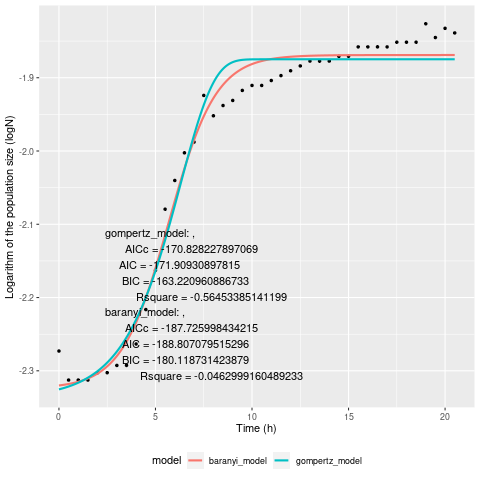 Logarithm of the population size (logN)
-1.9
-2.0
-2.1
-2.2
-2.3
gompertz_model: ,
AICc = -170.828227897069
AIC = -171.90930897815
BIC = -163.220960886733
Rsquare = -0.56453385141199
baranyi_model: ,
AICc = -187.725998434215
AIC = -188.807079515296
BIC = -180.118731423879
Rsquare = -0.0462999160489233
0 5 10 15 20
Time (h)
model baranyi_model gompertz_model